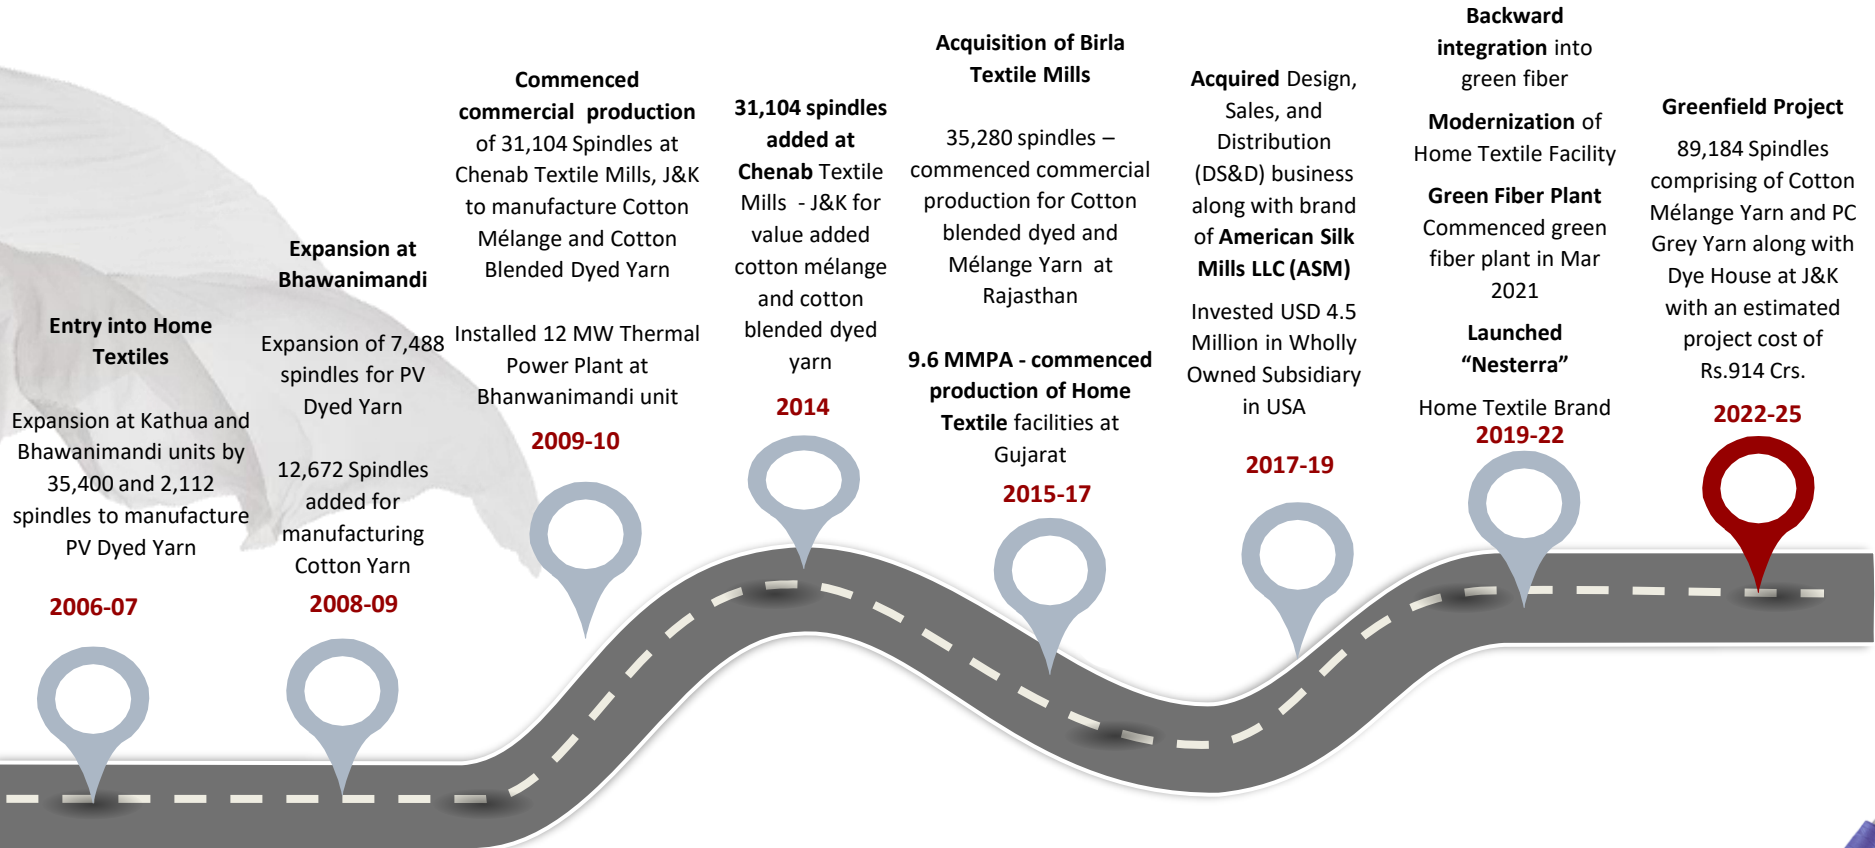 Entry into Home
Textiles
Expansion at Kathua and
Bhawanimandi units by
35,400 and 2,112
spindles to manufacture
PV Dyed Yarn
2006-07
Expansion at
Bhawanimandi
Expansion of 7,488
spindles for PV
Dyed Yarn
12,672 Spindles
added for
manufacturing
Cotton Yarn
2008-09
Commenced
commercial production
of 31,104 Spindles at
Chenab Textile Mills, J&K
to manufacture Cotton
Mélange and Cotton
Blended Dyed Yarn
Installed 12 MW Thermal
Power Plant at
Bhanwanimandi unit
2009-10
31,104 spindles
added at
Chenab Textile
Mills - J&K for
value added
cotton mélange
and cotton
blended dyed
yarn
2014
Acquisition of Birla
Textile Mills
35,280 spindles –
commenced commercial
production for Cotton
blended dyed and
Mélange Yarn at
Rajasthan
9.6 MMPA - commenced
production of Home
Textile facilities at
Gujarat
2015-17
Acquired Design,
Sales, and
Distribution
(DS&D) business
along with brand
of American Silk
Mills LLC (ASM)
Invested USD 4.5
Million in Wholly
Owned Subsidiary
in USA
2017-19
Backward
integration into
green fiber
Modernization of
Home Textile Facility
Green Fiber Plant
Commenced green
fiber plant in Mar
2021
Launched
“Nesterra”
Home Textile Brand
2019-22
Greenfield Project
89,184 Spindles
comprising of Cotton
Mélange Yarn and PC
Grey Yarn along with
Dye House at J&K
with an estimated
project cost of
Rs.914 Crs.
2022-25